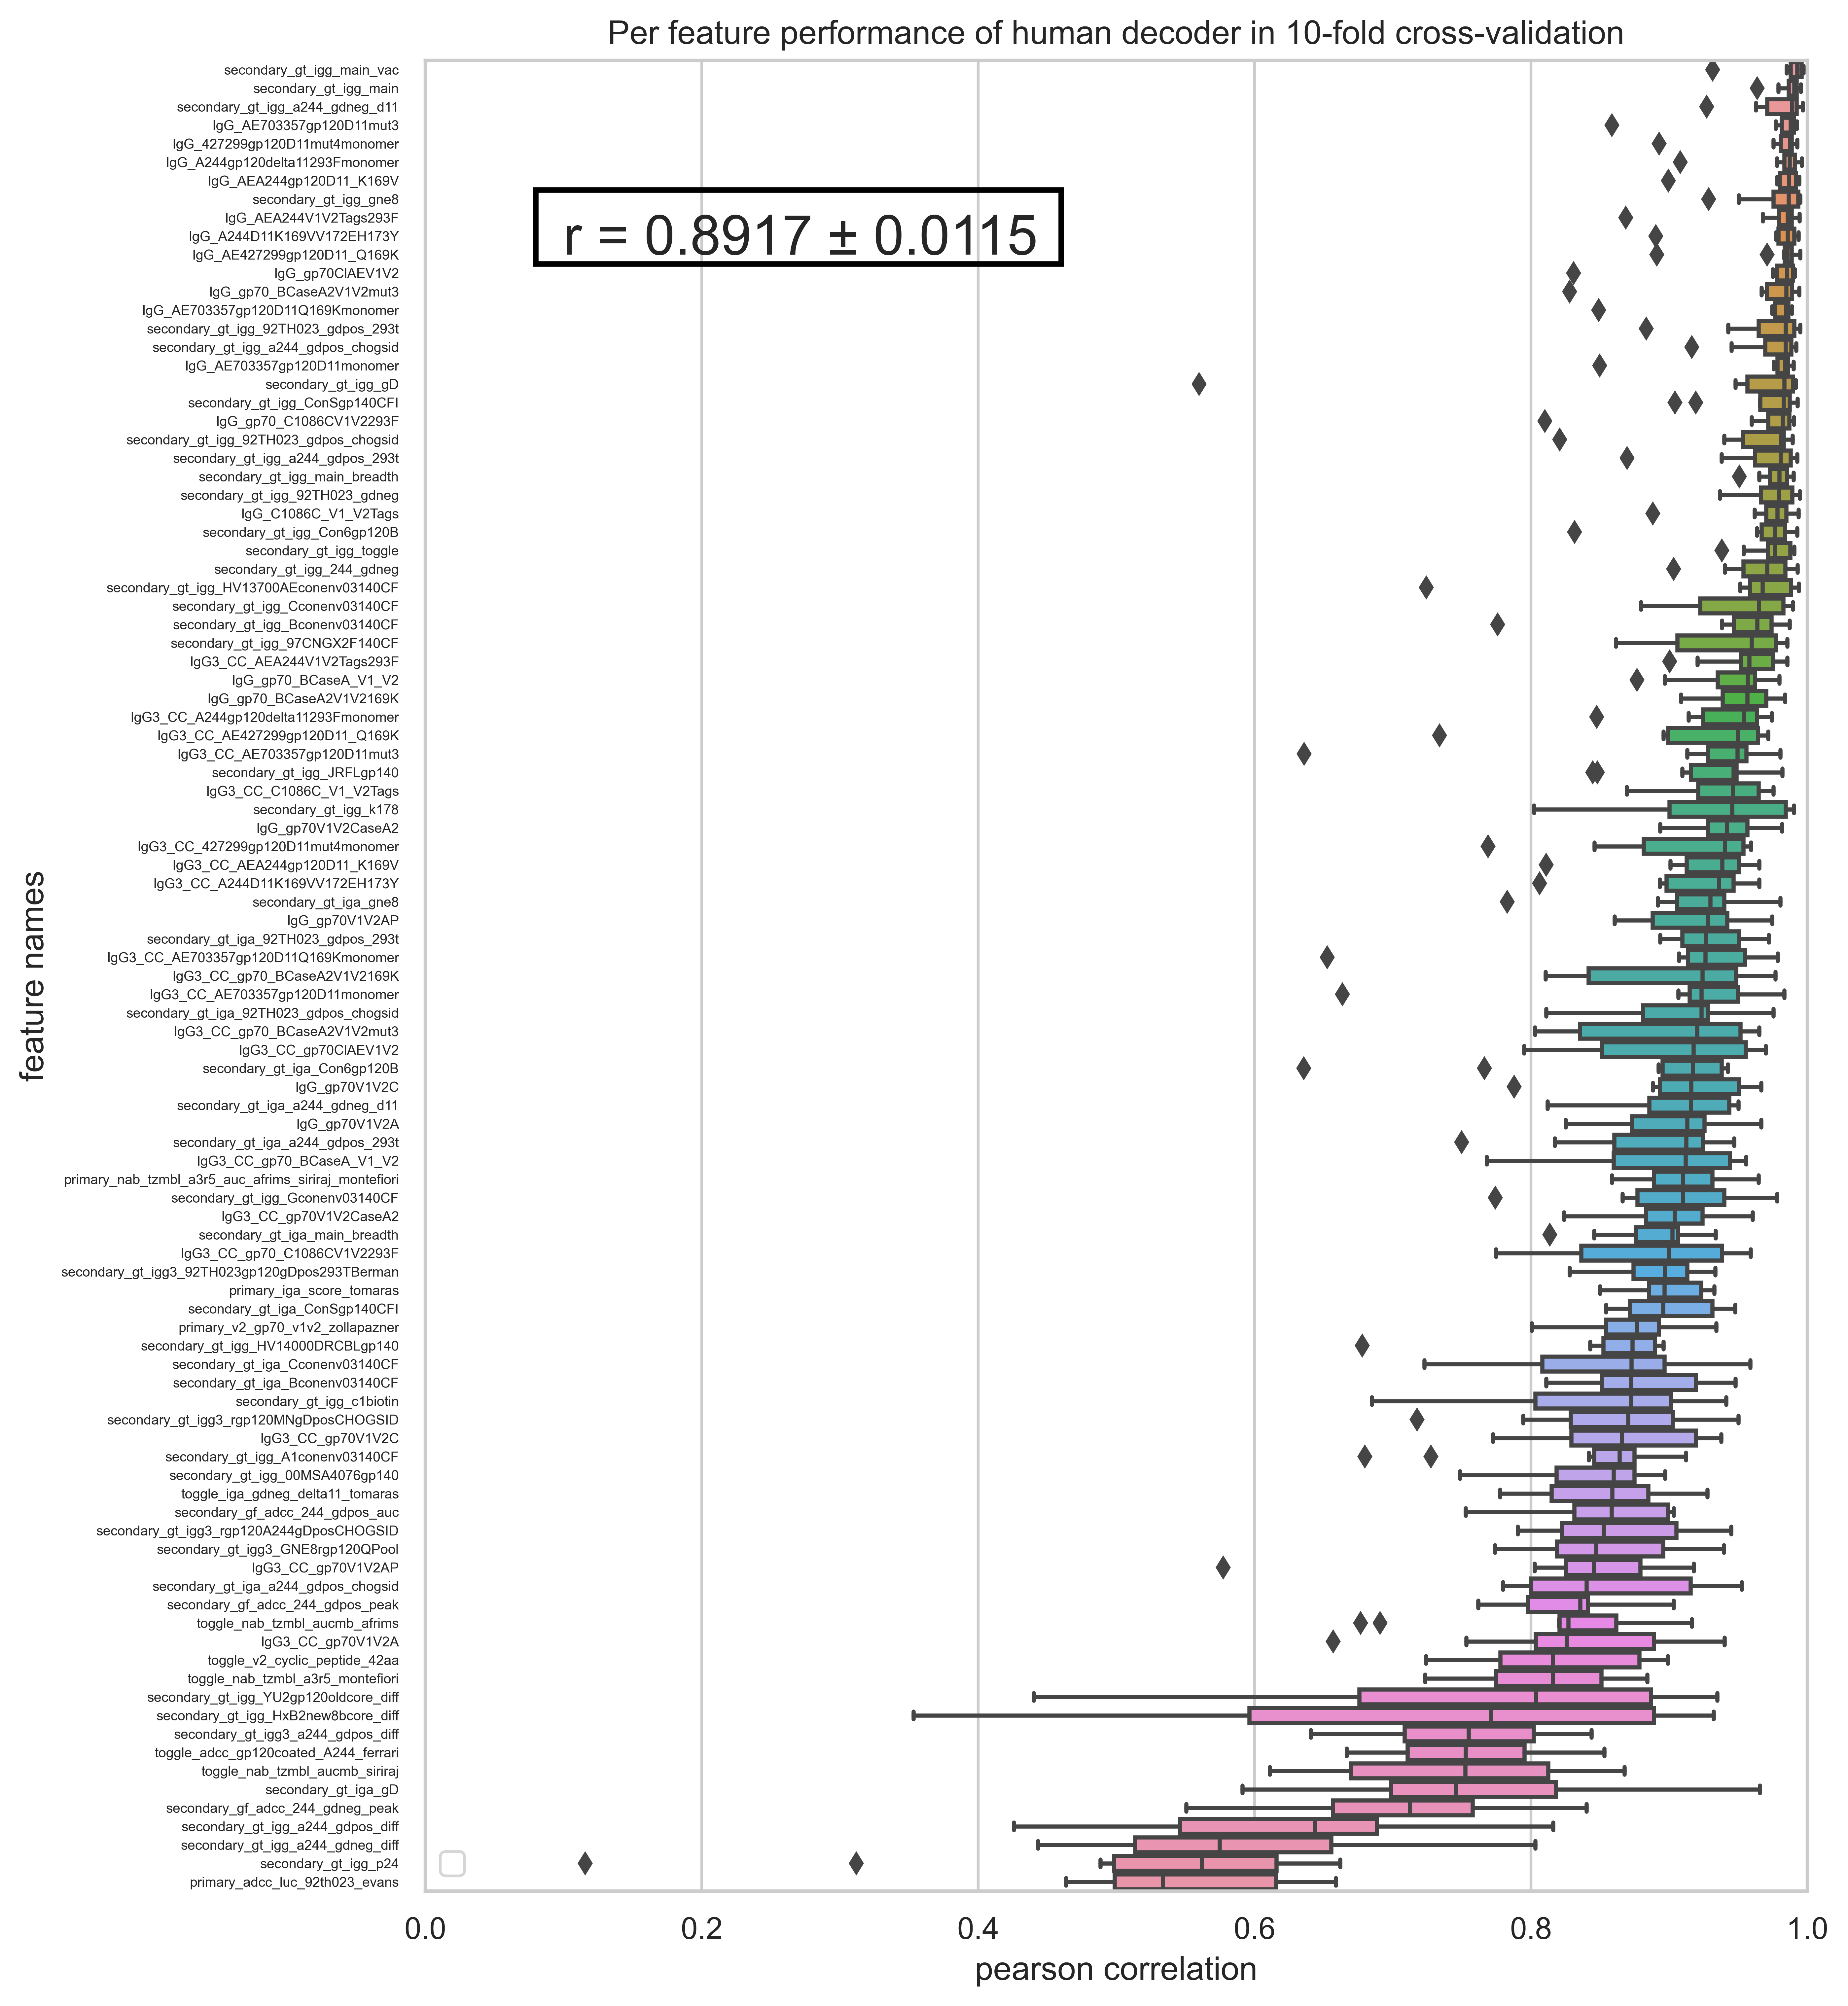 Per feature performance of human decoder in 10-fold cross-validation
secondary_gt_igg_main_vac
secondary_gt_igg_main
secondary_gt_igg_a244_gdneg_d11
IgG_AE703357gp120D11mut3
IgG_427299gp120D11mut4monomer
IgG_A244gp120delta11293Fmonomer
IgG_AEA244gp120D11_K169V
secondary_gt_igg_gne8
IgG_AEA244V1V2Tags293F
IgG_A244D11K169VV172EH173Y
IgG_AE427299gp120D11_Q169K
IgG_gp70ClAEV1V2
IgG_gp70_BCaseA2V1V2mut3
IgG_AE703357gp120D11Q169Kmonomer
secondary_gt_igg_92TH023_gdpos_293t
secondary_gt_igg_a244_gdpos_chogsid
IgG_AE703357gp120D11monomer
secondary_gt_igg_gD
secondary_gt_igg_ConSgp140CFI
IgG_gp70_C1086CV1V2293F
secondary_gt_igg_92TH023_gdpos_chogsid
secondary_gt_igg_a244_gdpos_293t
secondary_gt_igg_main_breadth
secondary_gt_igg_92TH023_gdneg
IgG_C1086C_V1_V2Tags
secondary_gt_igg_Con6gp120B
secondary_gt_igg_toggle
secondary_gt_igg_244_gdneg
secondary_gt_igg_HV13700AEconenv03140CF
secondary_gt_igg_Cconenv03140CF
secondary_gt_igg_Bconenv03140CF
secondary_gt_igg_97CNGX2F140CF
IgG3_CC_AEA244V1V2Tags293F
IgG_gp70_BCaseA_V1_V2
IgG_gp70_BCaseA2V1V2169K
IgG3_CC_A244gp120delta11293Fmonomer
IgG3_CC_AE427299gp120D11_Q169K
IgG3_CC_AE703357gp120D11mut3
secondary_gt_igg_JRFLgp140
IgG3_CC_C1086C_V1_V2Tags
secondary_gt_igg_k178
IgG_gp70V1V2CaseA2
IgG3_CC_427299gp120D11mut4monomer
IgG3_CC_AEA244gp120D11_K169V
IgG3_CC_A244D11K169VV172EH173Y
secondary_gt_iga_gne8
IgG_gp70V1V2AP
secondary_gt_iga_92TH023_gdpos_293t
IgG3_CC_AE703357gp120D11Q169Kmonomer
IgG3_CC_gp70_BCaseA2V1V2169K
IgG3_CC_AE703357gp120D11monomer
secondary_gt_iga_92TH023_gdpos_chogsid
IgG3_CC_gp70_BCaseA2V1V2mut3
IgG3_CC_gp70ClAEV1V2
secondary_gt_iga_Con6gp120B
IgG_gp70V1V2C
secondary_gt_iga_a244_gdneg_d11
IgG_gp70V1V2A
secondary_gt_iga_a244_gdpos_293t
IgG3_CC_gp70_BCaseA_V1_V2
primary_nab_tzmbl_a3r5_auc_afrims_siriraj_montefiori
secondary_gt_igg_Gconenv03140CF
IgG3_CC_gp70V1V2CaseA2
secondary_gt_iga_main_breadth
IgG3_CC_gp70_C1086CV1V2293F
secondary_gt_igg3_92TH023gp120gDpos293TBerman
primary_iga_score_tomaras
secondary_gt_iga_ConSgp140CFI
primary_v2_gp70_v1v2_zollapazner
secondary_gt_igg_HV14000DRCBLgp140
secondary_gt_iga_Cconenv03140CF
secondary_gt_iga_Bconenv03140CF
secondary_gt_igg_c1biotin
secondary_gt_igg3_rgp120MNgDposCHOGSID
IgG3_CC_gp70V1V2C
secondary_gt_igg_A1conenv03140CF
secondary_gt_igg_00MSA4076gp140
toggle_iga_gdneg_delta11_tomaras
secondary_gf_adcc_244_gdpos_auc
secondary_gt_igg3_rgp120A244gDposCHOGSID
secondary_gt_igg3_GNE8rgp120QPool
IgG3_CC_gp70V1V2AP
secondary_gt_iga_a244_gdpos_chogsid
secondary_gf_adcc_244_gdpos_peak
toggle_nab_tzmbl_aucmb_afrims
IgG3_CC_gp70V1V2A
toggle_v2_cyclic_peptide_42aa
toggle_nab_tzmbl_a3r5_montefiori
secondary_gt_igg_YU2gp120oldcore_diff
secondary_gt_igg_HxB2new8bcore_diff
secondary_gt_igg3_a244_gdpos_diff
toggle_adcc_gp120coated_A244_ferrari
toggle_nab_tzmbl_aucmb_siriraj
secondary_gt_iga_gD
secondary_gf_adcc_244_gdneg_peak
secondary_gt_igg_a244_gdpos_diff
secondary_gt_igg_a244_gdneg_diff
secondary_gt_igg_p24
primary_adcc_luc_92th023_evans
feature names
r = 0.8917 ± 0.0115
0.0 0.2 0.4 0.6 0.8 1.0
pearson correlation